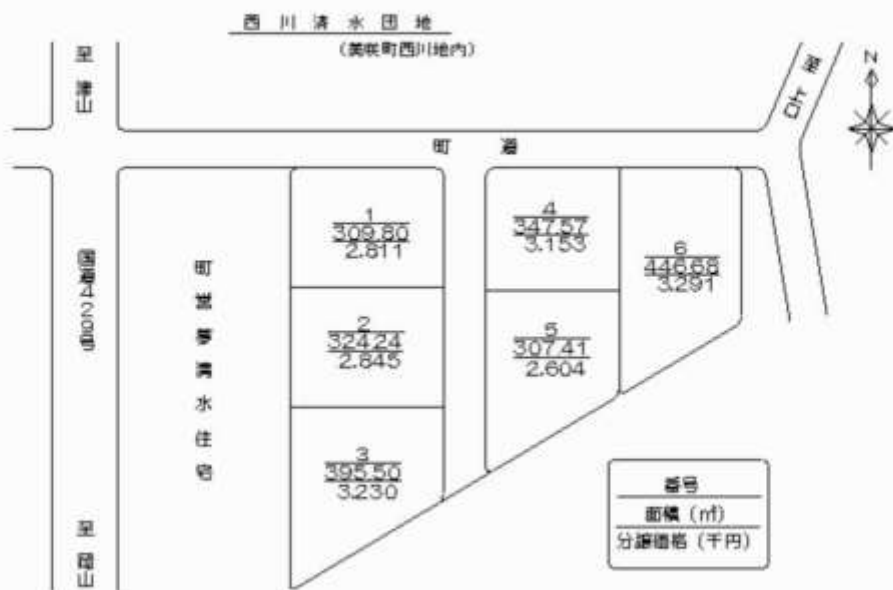 西川清水団地
(美咲町西川地内)
至 津山
N
町道
国道429号
町営
清水住宅
1
309.80
2.811
2
324.24
2.845
3
395.50
3.230
4
347.57
3.153
5
307.41
2.604
6
446.68
3.291
番号
面積(㎡)
分譲価格(千円)
至 岡山